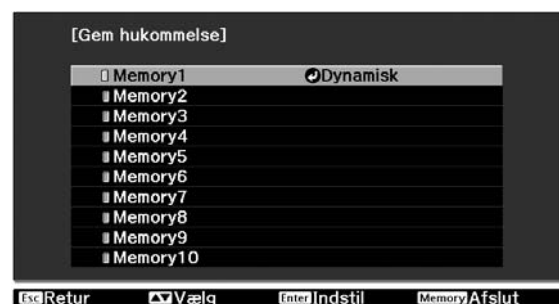 [Gem hukommelse]
Memory1 Dynamisk
Memory2
Memory3
Memory4
Memory5
Memory6
Memory7
Memory8
Memory9
Memory10
Esc Retur Vælg Enter Indstil Memory Afslut